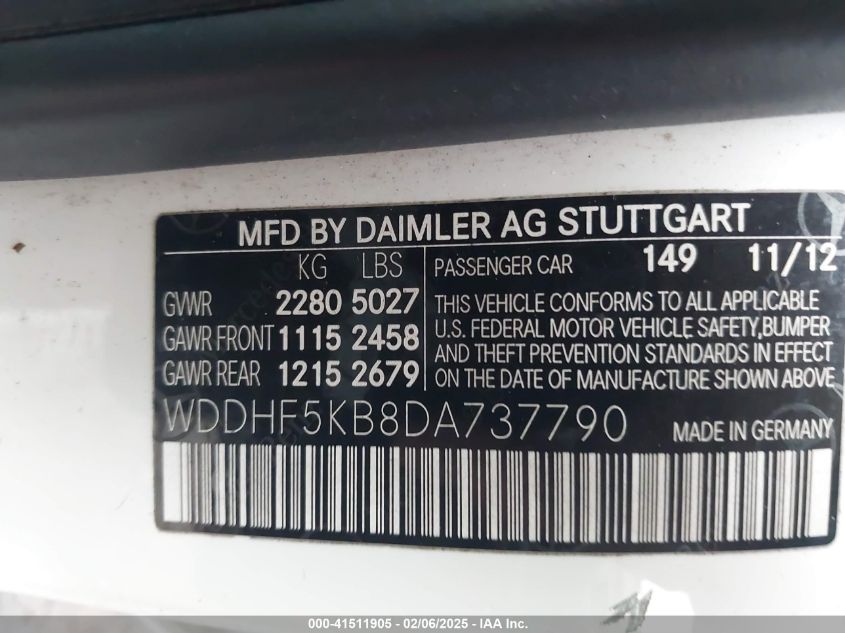 MFD BY DAIMLER AG STUTTGART
KG LBS
PASSENGER CAR 149 11/12
GVWR 2280 5027
GAWR FRONT 1115 2458
GAWR REAR 1215 2679
THIS VEHICLE CONFORMS TO ALL APPLICABLE
U.S. FEDERAL MOTOR VEHICLE SAFETY,BUMPER
AND THEFT PREVENTION STANDARDS IN EFFECT
ON THE DATE OF MANUFACTURE SHOWN ABOVE
WDDHF5KB8DA737790 MADE IN GERMANY
000-41511905 - 02/06/2025 - IAA Inc.